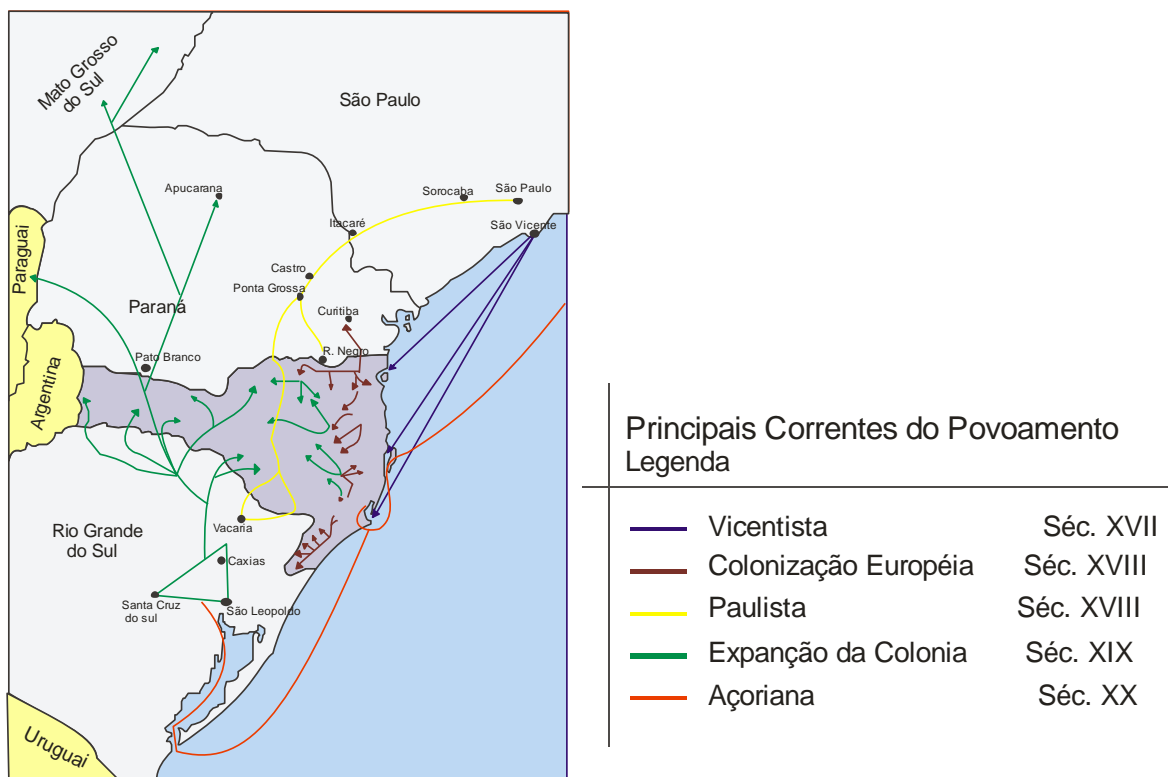 Mato Grosso
do Sul
São Paulo
Apucarana
Sorocaba
São Paulo
São Vicente
Itacaré
Paraguai
Castro
Ponta Grossa
Paraná
Curitiba
Pato Branco
R. Negro
Argentina
Vacaria
Rio Grande
do Sul
Caxias
Santa Cruz
do sul
São Leopoldo
Uruguai
Principais Correntes do Povoamento
Legenda
Vicentista Séc. XVII
Colonização Européia Séc. XVIII
Paulista Séc. XVIII
Expanção da Colonia Séc. XIX
Açoriana Séc. XX